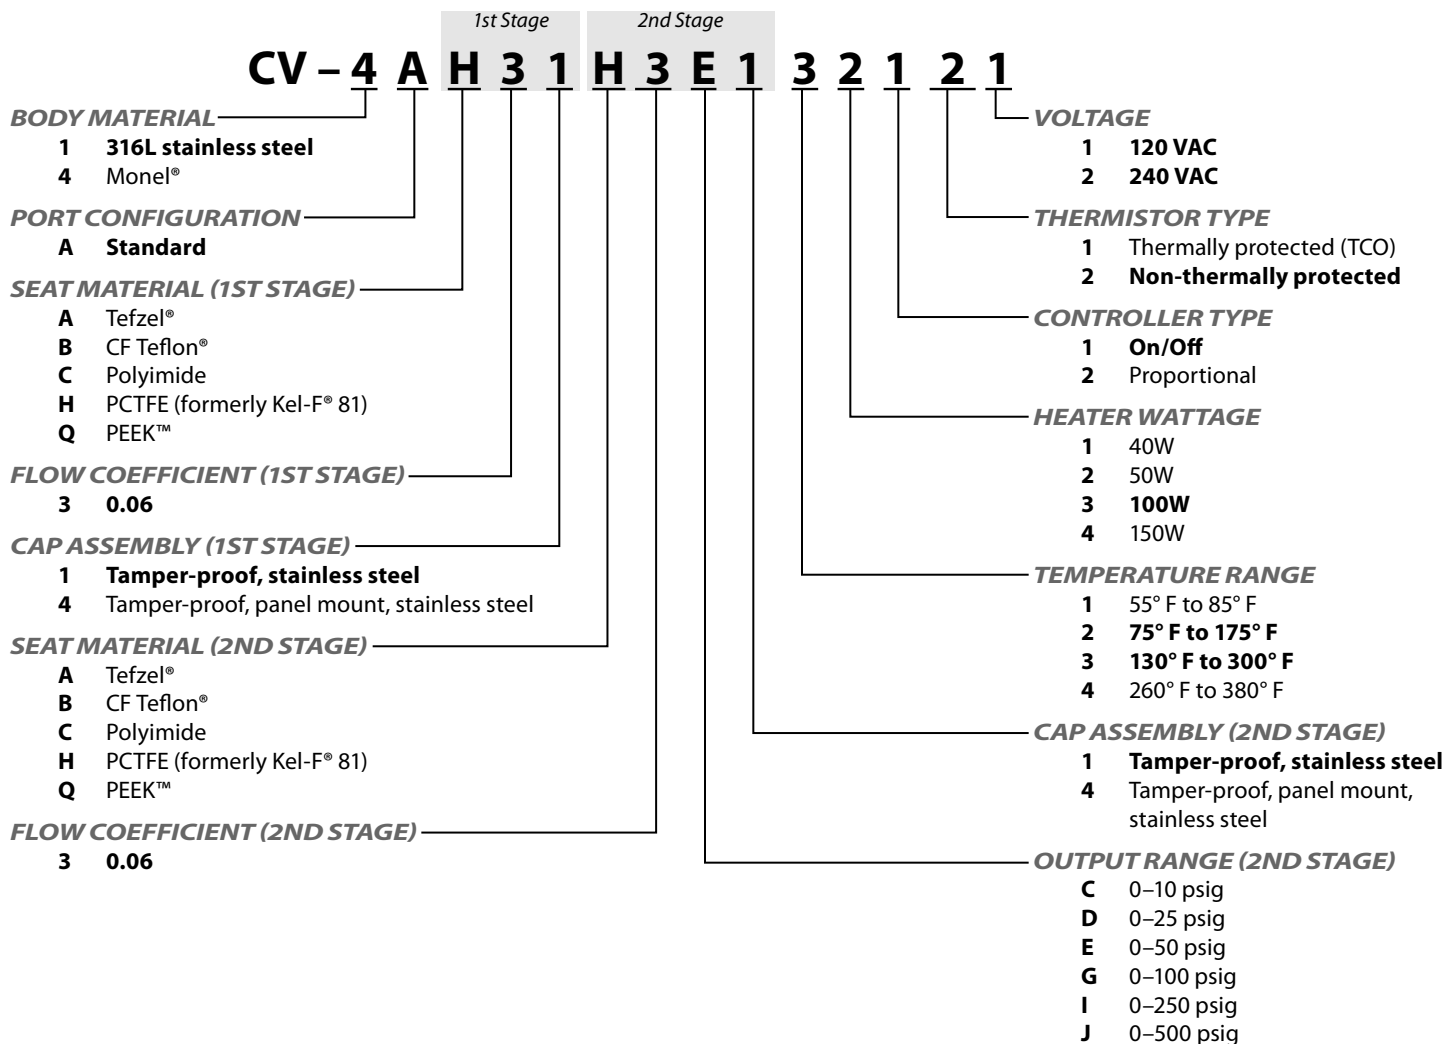 1st Stage 2nd Stage
CV – 4 A H 3 1 H 3 E 1 3 2 1 2 1
BODY MATERIAL
1 316L stainless steel
4 Monel®
PORT CONFIGURATION
A Standard
SEAT MATERIAL (1ST STAGE)
A Tefzel®
B CF Teflon®
C Polyimide
H PCTFE (formerly Kel-F® 81)
Q PEEK™
FLOW COEFFICIENT (1ST STAGE)
3 0.06
CAP ASSEMBLY (1ST STAGE)
1 Tamper-proof, stainless steel
4 Tamper-proof, panel mount, stainless steel
SEAT MATERIAL (2ND STAGE)
A Tefzel®
B CF Teflon®
C Polyimide
H PCTFE (formerly Kel-F® 81)
Q PEEK™
FLOW COEFFICIENT (2ND STAGE)
3 0.06
VOLTAGE
1 120 VAC
2 240 VAC
THERMISTOR TYPE
1 Thermally protected (TCO)
2 Non-thermally protected
CONTROLLER TYPE
1 On/Off
2 Proportional
HEATER WATTAGE
1 40W
2 50W
3 100W
4 150W
TEMPERATURE RANGE
1 55° F to 85° F
2 75° F to 175° F
3 130° F to 300° F
4 260° F to 380° F
CAP ASSEMBLY (2ND STAGE)
1 Tamper-proof, stainless steel
4 Tamper-proof, panel mount,
stainless steel
OUTPUT RANGE (2ND STAGE)
C 0–10 psig
D 0–25 psig
E 0–50 psig
G 0–100 psig
I 0–250 psig
J 0–500 psig